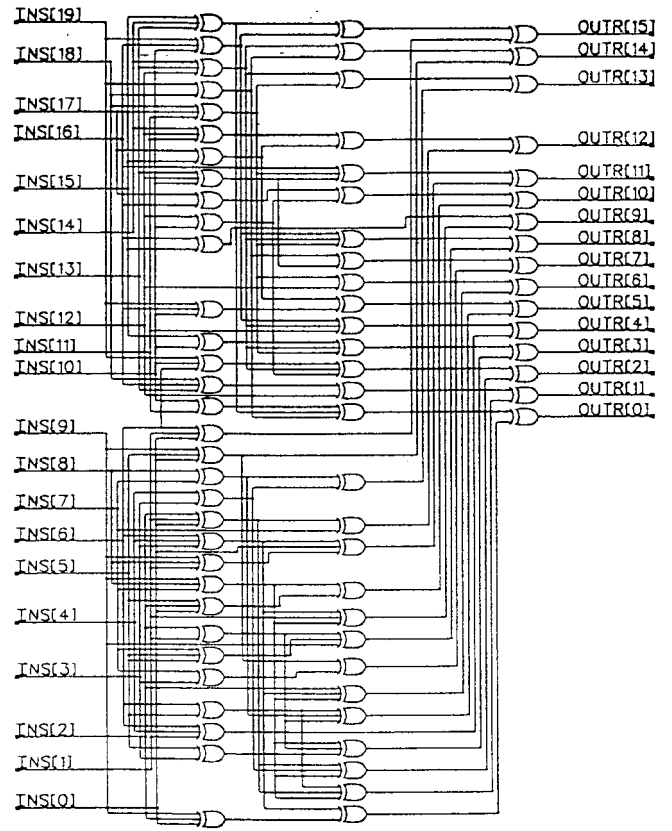 INS[19]
INS[18]
INS[17]
INS[16]
INS[15]
INS[14]
INS[13]
INS[12]
INS[11]
INS[10]
INS[9]
INS[8]
INS[7]
INS[6]
INS[5]
INS[4]
INS[3]
INS[2]
INS[1]
INS[0]
OUTR[15]
OUTR[14]
OUTR[13]
OUTR[12]
OUTR[11]
OUTR[10]
OUTR[9]
OUTR[8]
OUTR[7]
OUTR[6]
OUTR[5]
OUTR[4]
OUTR[3]
OUTR[2]
OUTR[1]
OUTR[0]